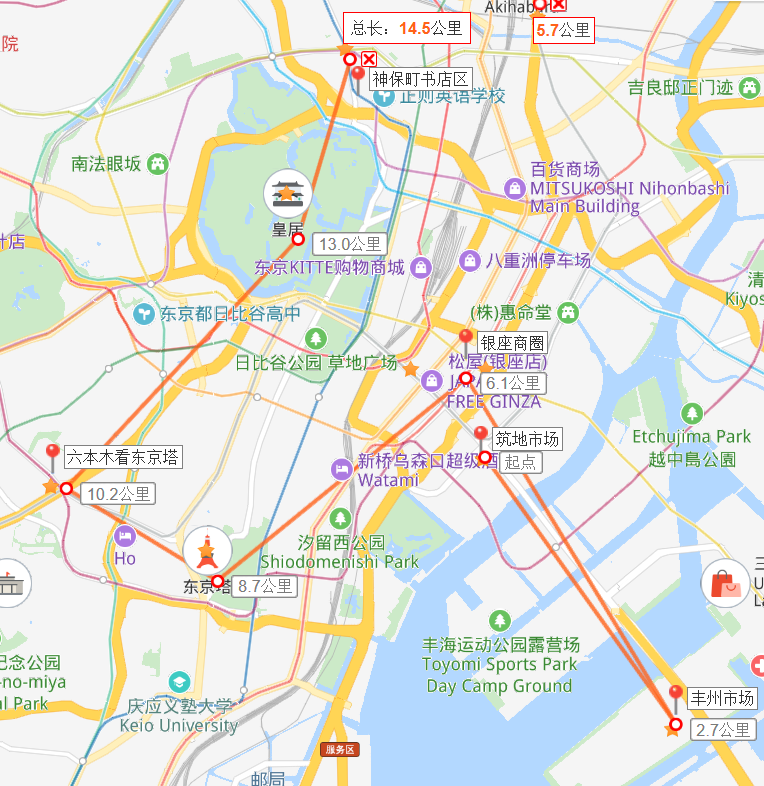 Akihaba
总长：14.5公里
5.7公里
院
神保町书店区
正则英语学校
吉良邸正门迹
南法眼坂
百货商场
MITSUKOSHI Nihonbashi
Main Building
皇居
13.0公里
计店
东京KITTE购物商城
八重洲停车场
清
Kiyos
东京都日比谷高中
(株)惠命堂
银座商圈
日比谷公园 草地广场
松屋(银座店)
JAPA
FREE GINZA
6.1公里
筑地市场
起点
Etchujima Park
越中島公園
六本木看东京塔
10.2公里
新桥乌森口超级酒
Watami
Ho
汐留西公园
Shiodomenishi Park
东京塔
8.7公里
三
U
La
丰海运动公园露营场
Toyomi Sports Park
Day Camp Ground
纪念公园
-no-miya
al Park
庆应义塾大学
Keio University
丰州市场
2.7公里
服务区
邮局